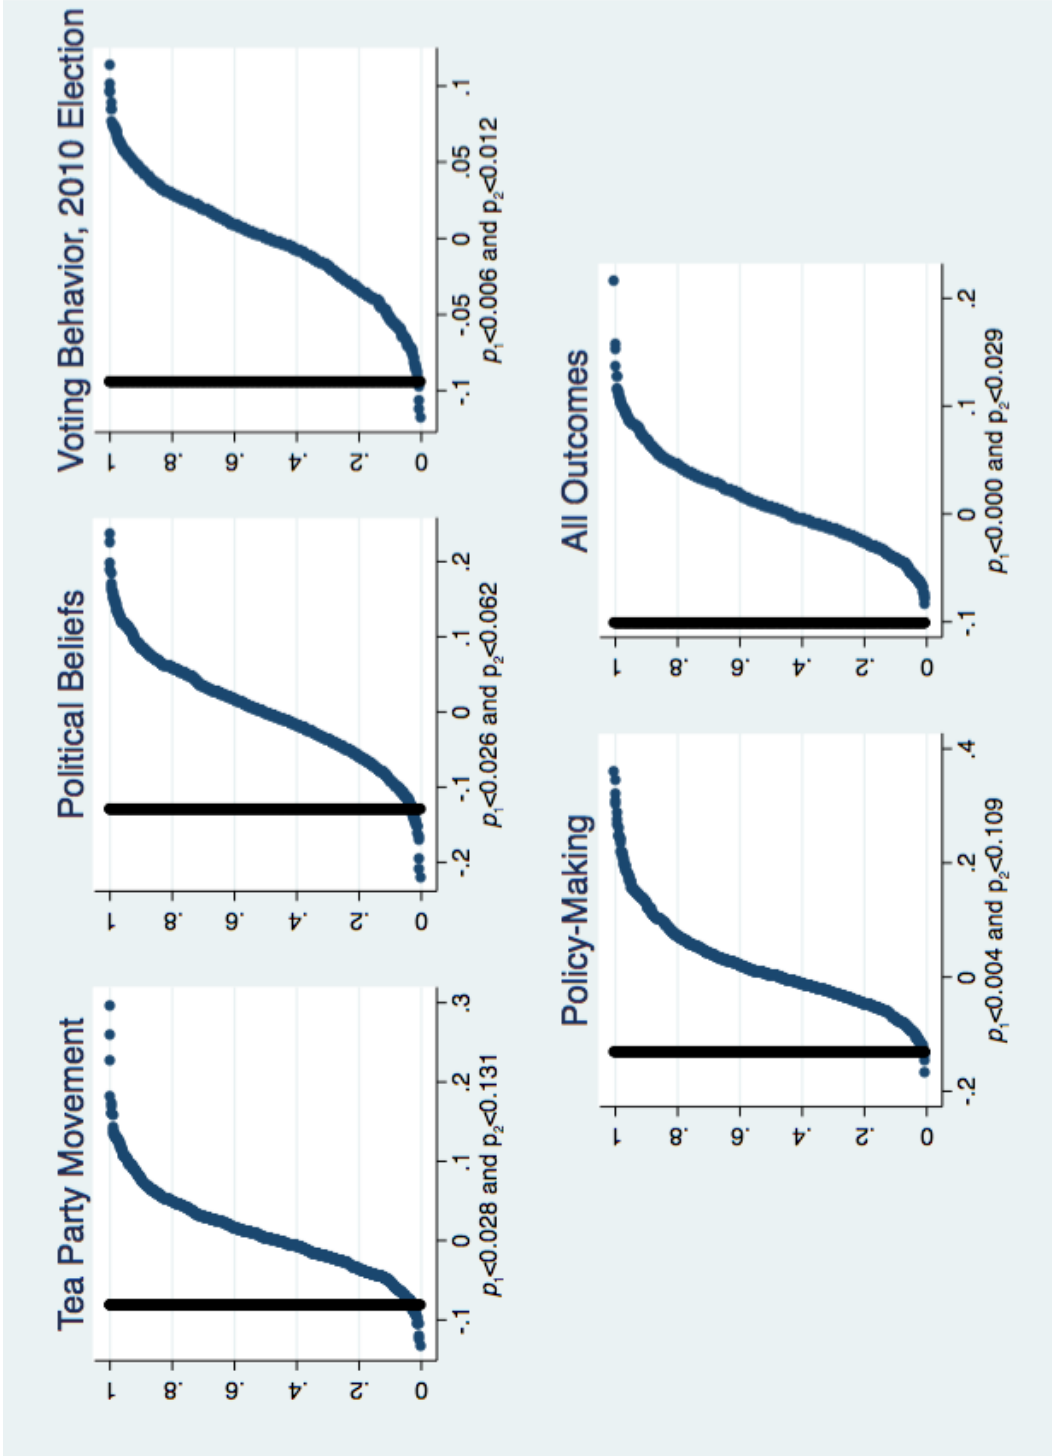 Tea Party Movement
1
.8
.6
.4
.2
0
-.1 0 .1 .2 .3
p₁<0.028 and p₂<0.131
Political Beliefs
1
.8
.6
.4
.2
0
-.2 -.1 0 .1 .2
p₁<0.026 and p₂<0.062
Voting Behavior, 2010 Election
1
.8
.6
.4
.2
0
-.1 -.05 0 .05 .1
p₁<0.006 and p₂<0.012
Policy-Making
1
.8
.6
.4
.2
0
-.2 0 .2 .4
p₁<0.004 and p₂<0.109
All Outcomes
1
.8
.6
.4
.2
0
-.1 0 .1 .2
p₁<0.000 and p₂<0.029